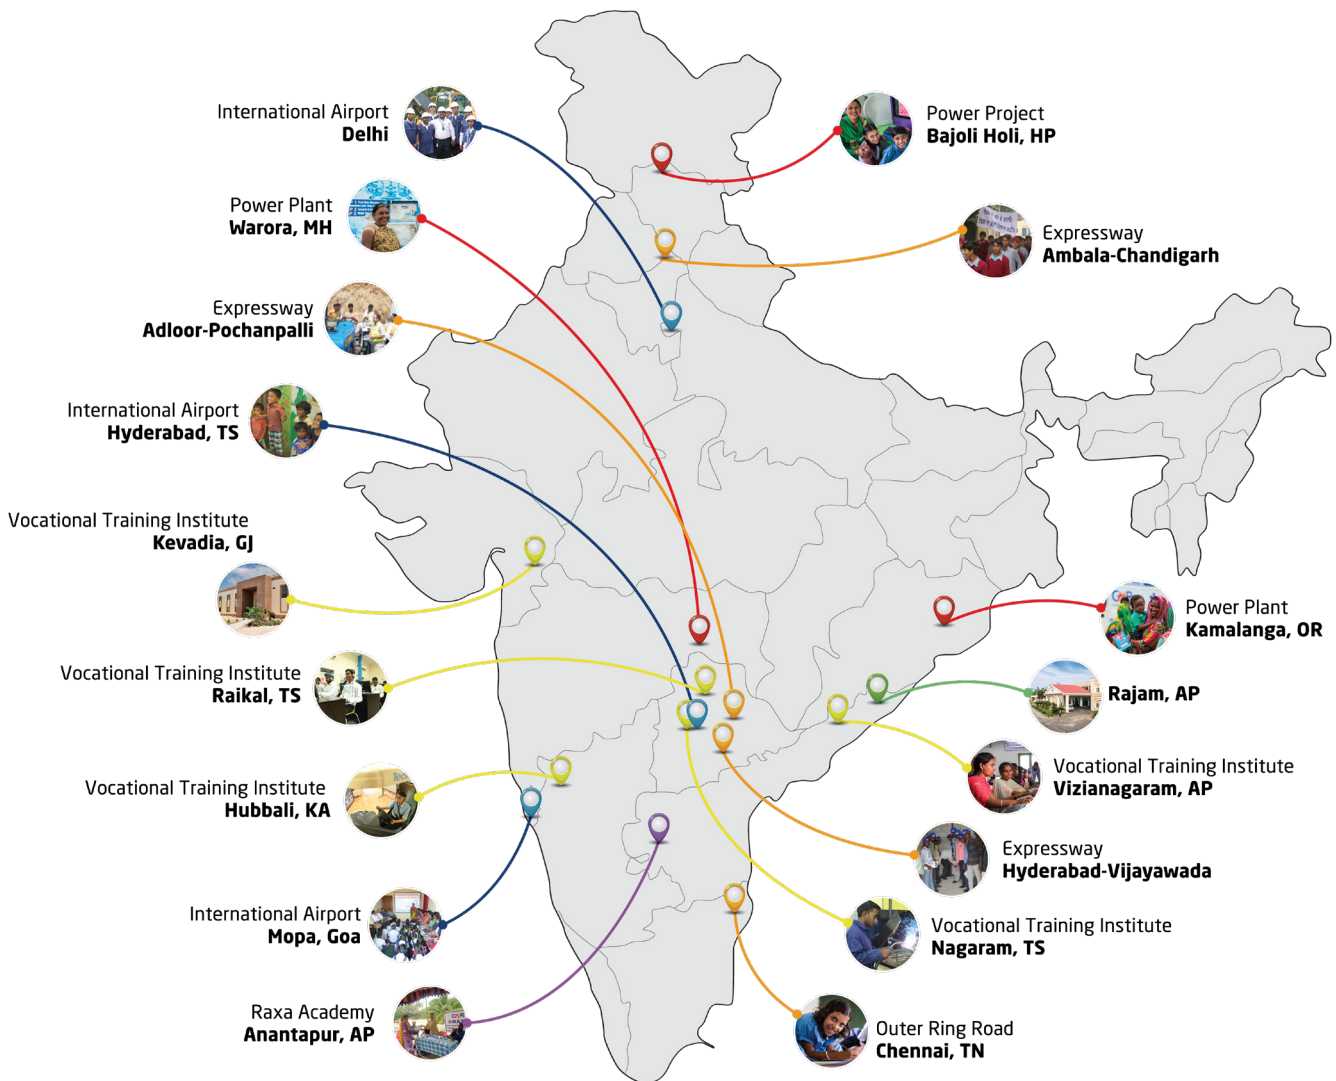 International Airport
Delhi
Power Plant
Warora, MH
Expressway
Adloor-Pochanpalli
International Airport
Hyderabad, TS
Vocational Training Institute
Kevadia, GJ
Vocational Training Institute
Raikal, TS
Vocational Training Institute
Hubbali, KA
International Airport
Mopa, Goa
Raxa Academy
Anantapur, AP
Power Project
Bajoli Holi, HP
Expressway
Ambala-Chandigarh
Power Plant
Kamalanga, OR
Rajam, AP
Vocational Training Institute
Vizianagaram, AP
Expressway
Hyderabad-Vijayawada
Vocational Training Institute
Nagaram, TS
Outer Ring Road
Chennai, TN